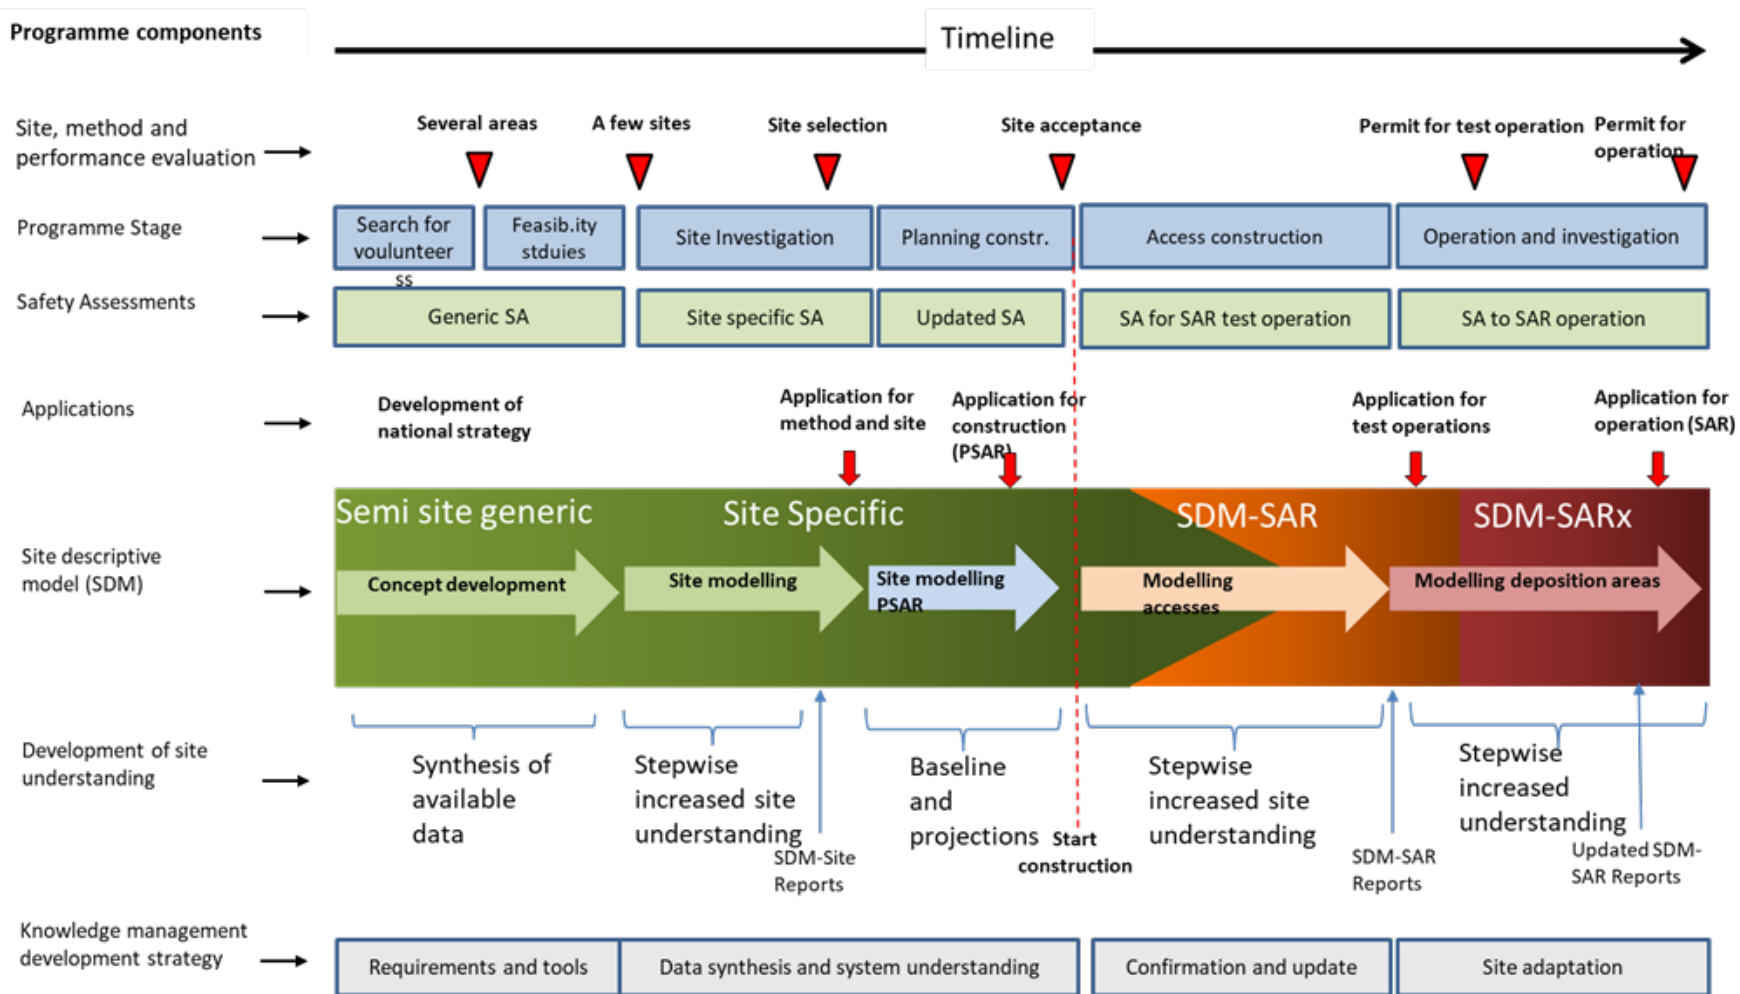 Programme components
Timeline
Site, method and
performance evaluation
Several areas
A few sites
Site selection
Site acceptance
Permit for test operation
Permit for
operation
Programme Stage
Search for
voulunteer
ss
Feasib.ity
stduies
Site Investigation
Planning constr.
Access construction
Operation and investigation
Safety Assessments
Generic SA
Site specific SA
Updated SA
SA for SAR test operation
SA to SAR operation
Applications
Development of
national strategy
Application for
method and site
Application for
construction
(PSAR)
Application for
test operations
Application for
operation (SAR)
Semi site generic
Site Specific
SDM-SAR
SDM-SARx
Site descriptive
model (SDM)
Concept development
Site modelling
Site modelling
PSAR
Modelling
accesses
Modelling deposition areas
Development of site
understanding
Synthesis of
available
data
Stepwise
increased site
understanding
SDM-Site
Reports
Baseline
and
projections
Start
construction
Stepwise
increased site
understanding
SDM-SAR
Reports
Stepwise
increased
understanding
Updated SDM-
SAR Reports
Knowledge management
development strategy
Requirements and tools
Data synthesis and system understanding
Confirmation and update
Site adaptation